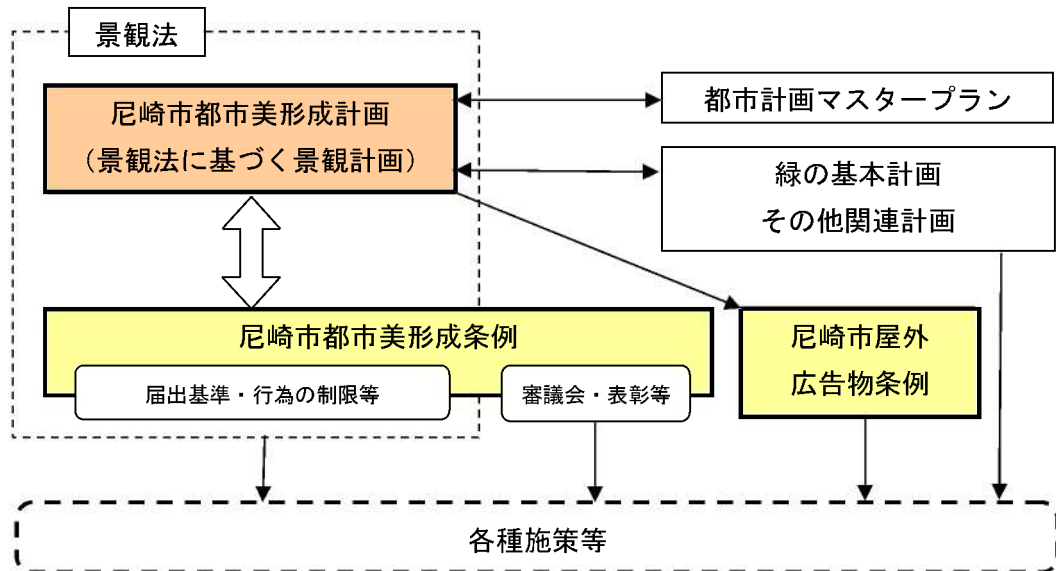 景観法
尼崎市都市美形成計画
（景観法に基づく景観計画）
都市計画マスタープラン
緑の基本計画
その他関連計画
尼崎市都市美形成条例
届出基準・行為の制限等
審議会・表彰等
尼崎市屋外
広告物条例
各種施策等